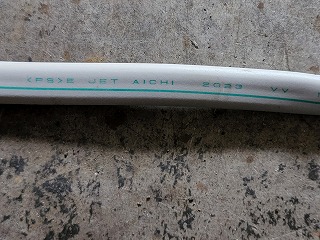 <PS>E JET AICHI 2033 VV